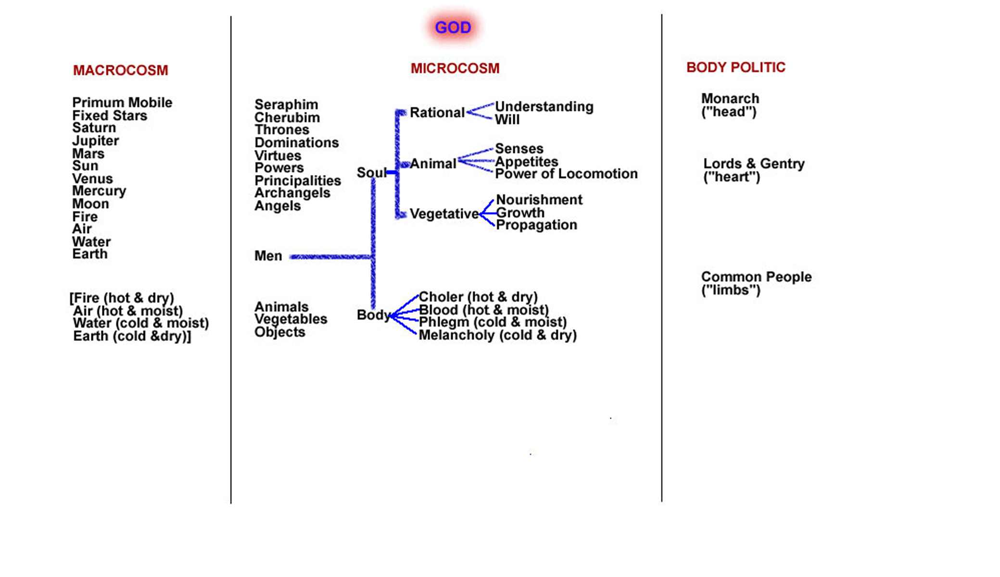 GOD
MACROCOSM
Primum Mobile
Fixed Stars
Saturn
Jupiter
Mars
Sun
Venus
Mercury
Moon
Fire
Air
Water
Earth
[Fire (hot & dry)
Air (hot & moist)
Water (cold & moist)
Earth (cold &dry)]
MICROCOSM
Seraphim
Cherubim
Thrones
Dominations
Virtues
Powers
Principalities
Archangels
Angels
Men
Animals
Vegetables
Objects
Soul
Rational
Understanding
Will
Animal
Senses
Appetites
Power of Locomotion
Vegetative
Nourishment
Growth
Propagation
Body
Choler (hot & dry)
Blood (hot & moist)
Phlegm (cold & moist)
Melancholy (cold & dry)
BODY POLITIC
Monarch
("head")
Lords & Gentry
("heart")
Common People
("limbs")